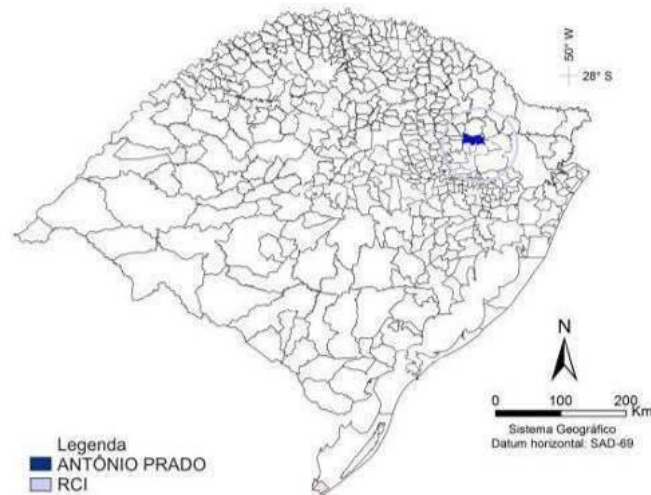 50° W
28° S
N
0 100 200
Km
Sistema Geográfico
Datum horizontal: SAD-69
Legenda
ANTÔNIO PRADO
RCI